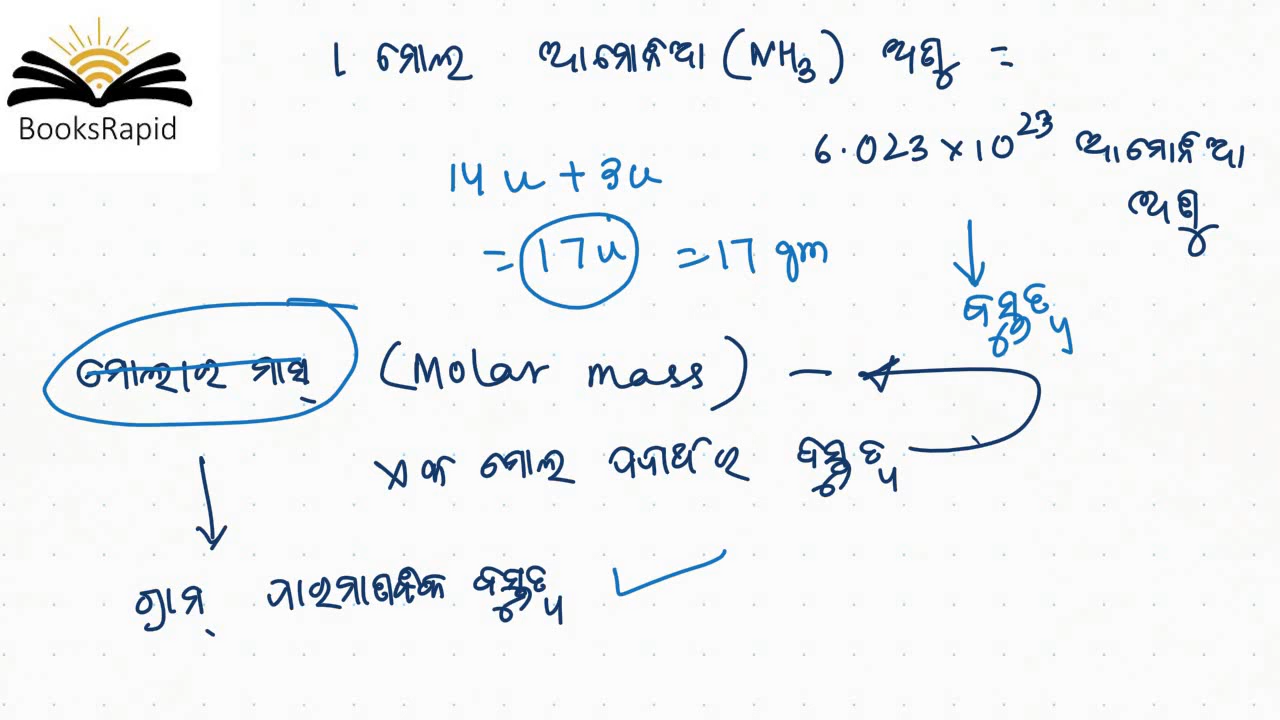 BooksRapid
1 ମୋଲ ଆମୋନିଆ (NH₃) ଅଣୁ =
6.023 × 10²³ ଆମୋନିଆ
ଅଣୁ
14 u + 3u
= 17u = 17 gm
ବସ୍ତୁତ୍ୱ
ମୋଲାର ମାସ୍ (Molar mass) —
ଏକ ମୋଲ ପଦାର୍ଥର ବସ୍ତୁତ୍ୱ
ଗ୍ରାମ୍ ପାରମାଣବିକ ବସ୍ତୁତ୍ୱ